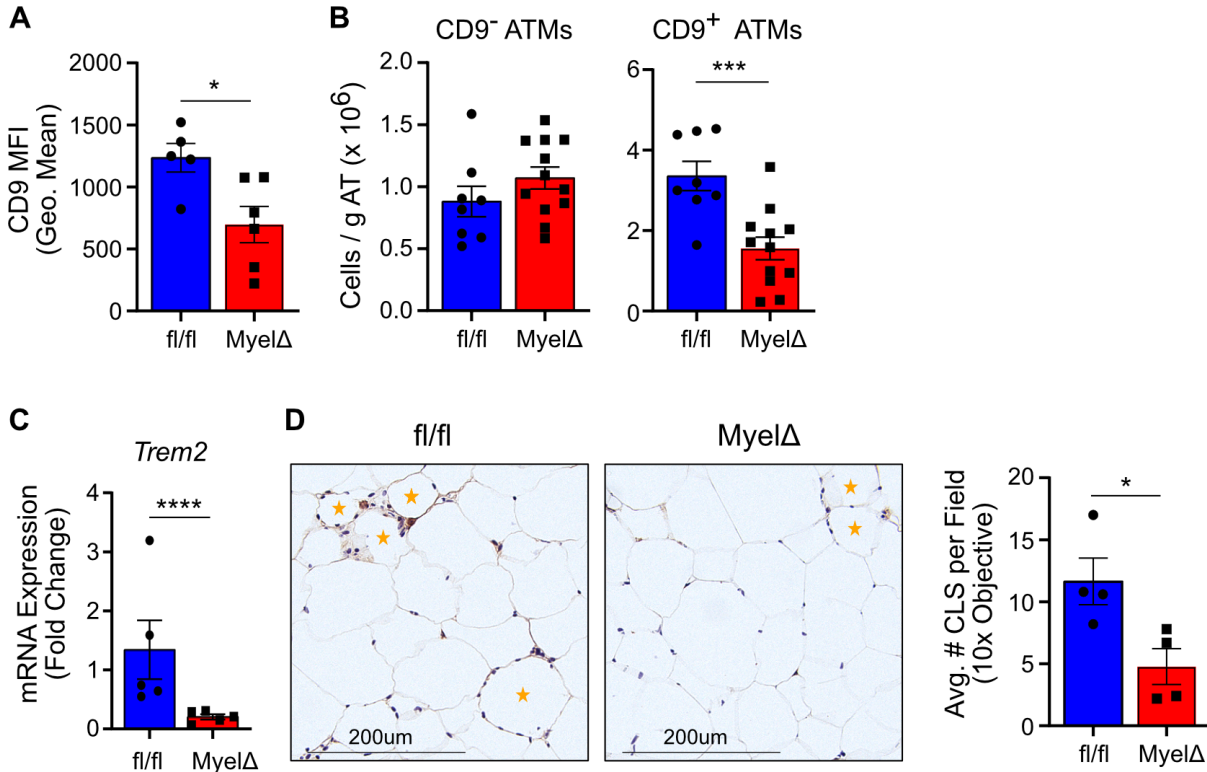 A
CD9 MFI
(Geo. Mean)
2000
1500
1000
500
0
*
fl/fl
MyelΔ
B
CD9⁻ ATMs
Cells / g AT (x 10⁶)
2.0
1.5
1.0
0.5
0.0
fl/fl
MyelΔ
CD9⁺ ATMs
6
4
2
0
***
fl/fl
MyelΔ
C
Trem2
mRNA Expression
(Fold Change)
4
3
2
1
0
****
fl/fl
MyelΔ
D
fl/fl
200um
MyelΔ
200um
Avg. # CLS per Field
(10x Objective)
20
15
10
5
0
*
fl/fl
MyelΔ